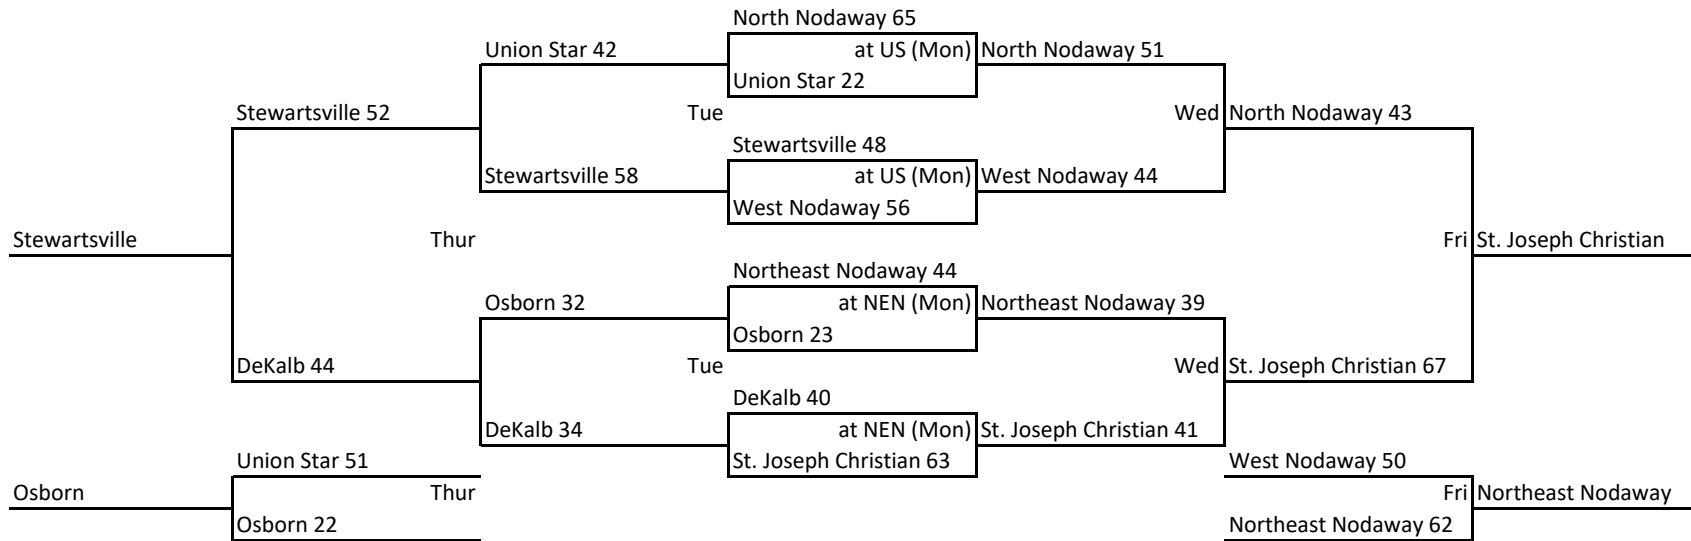 North Nodaway 65
Union Star 42
at US (Mon)
North Nodaway 51
Union Star 22
Stewartsville 52
Tue
Wed
North Nodaway 43
Stewartsville 48
Stewartsville 58
at US (Mon)
West Nodaway 44
West Nodaway 56
Stewartsville
Thur
Fri
St. Joseph Christian
Northeast Nodaway 44
Osborn 32
at NEN (Mon)
Northeast Nodaway 39
Osborn 23
DeKalb 44
Tue
Wed
St. Joseph Christian 67
DeKalb 40
DeKalb 34
at NEN (Mon)
St. Joseph Christian 41
Union Star 51
St. Joseph Christian 63
West Nodaway 50
Osborn
Thur
Fri
Northeast Nodaway
Osborn 22
Northeast Nodaway 62